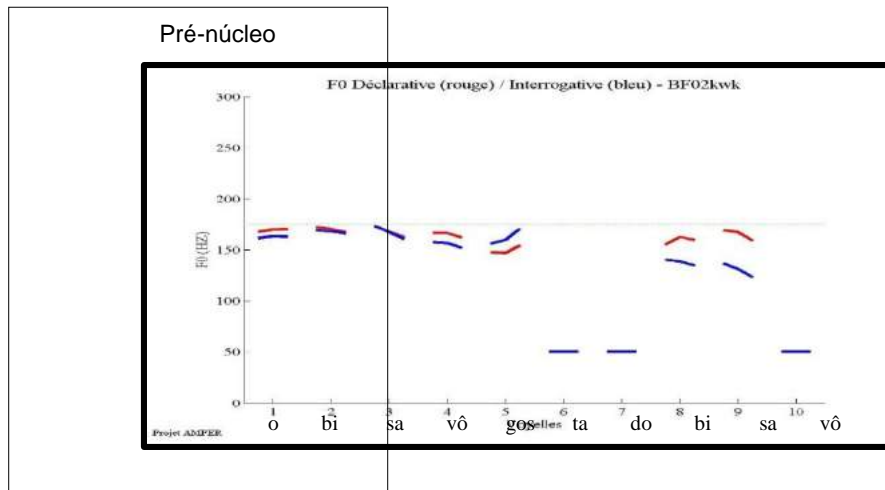 Pré-núcleo
F0 Déclarative (rouge) / Interrogative (bleu) - BF02kwk
300
250
200
150
100
50
0
F0 (HZ)
1 2 3 4 5 6 7 8 9 10
o bi sa vô gos ta do bi sa vô
Projet AMPER